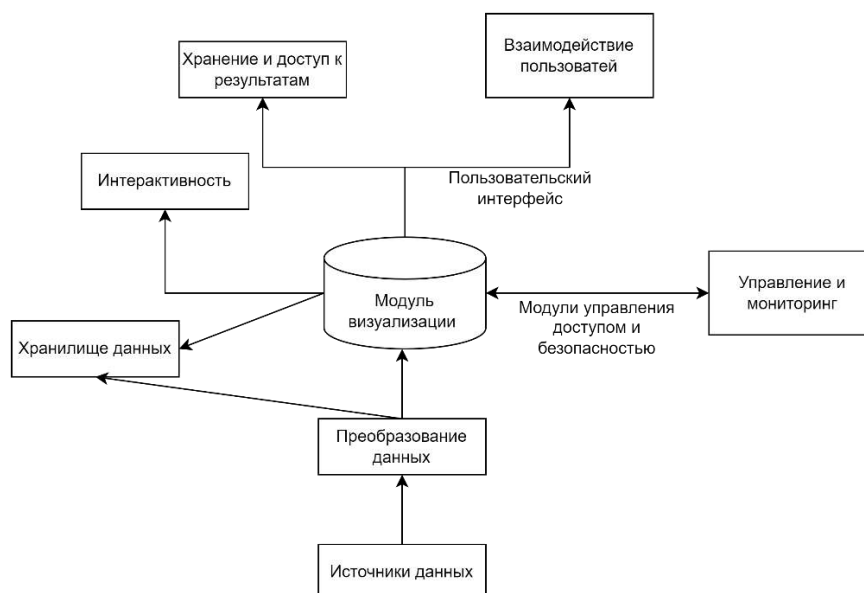 Хранение и доступ к
результатам
Взаимодействие
пользоватей
Интерактивность
Пользовательский
интерфейс
Модуль
визуализации
Модули управления
доступом и
безопасностью
Управление и
мониторинг
Хранилище данных
Преобразование
данных
Источники данных